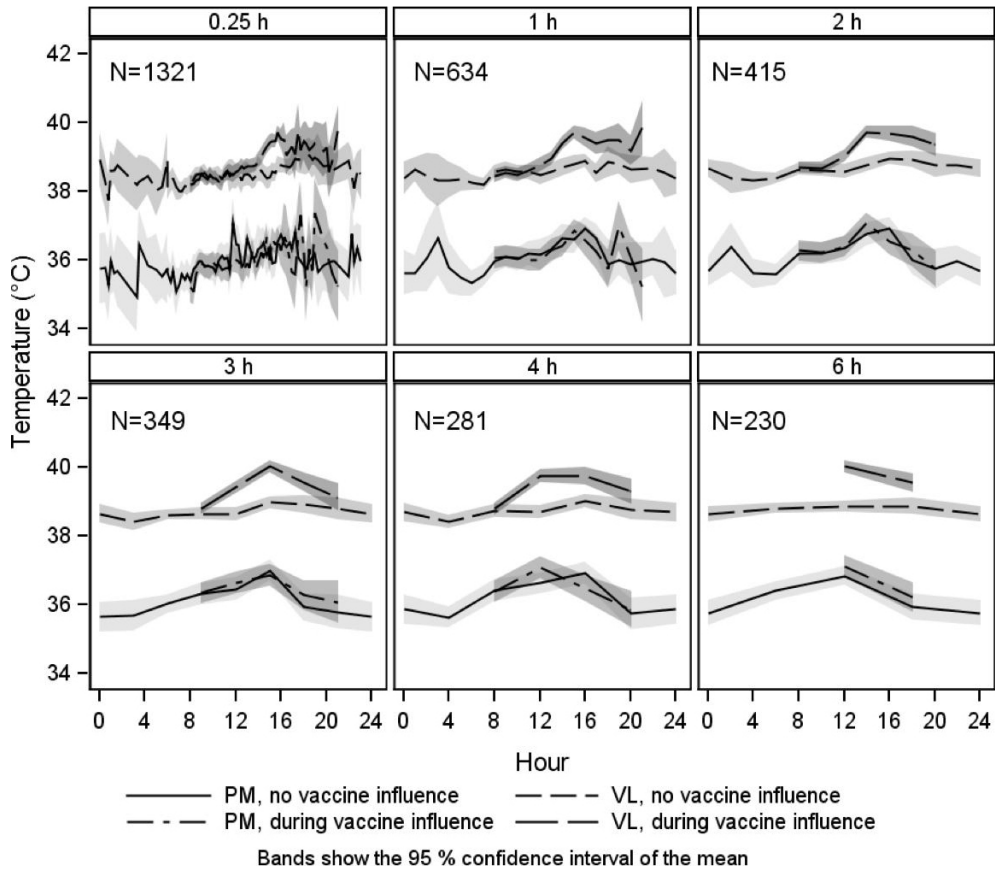 0.25 h
1 h
2 h
N=1321
N=634
N=415
42
40
38
36
34
3 h
4 h
6 h
N=349
N=281
N=230
42
40
38
36
34
Temperature (°C)
0 4 8 12 16 20 24
0 4 8 12 16 20 24
0 4 8 12 16 20 24
Hour
PM, no vaccine influence
VL, no vaccine influence
PM, during vaccine influence
VL, during vaccine influence
Bands show the 95 % confidence interval of the mean